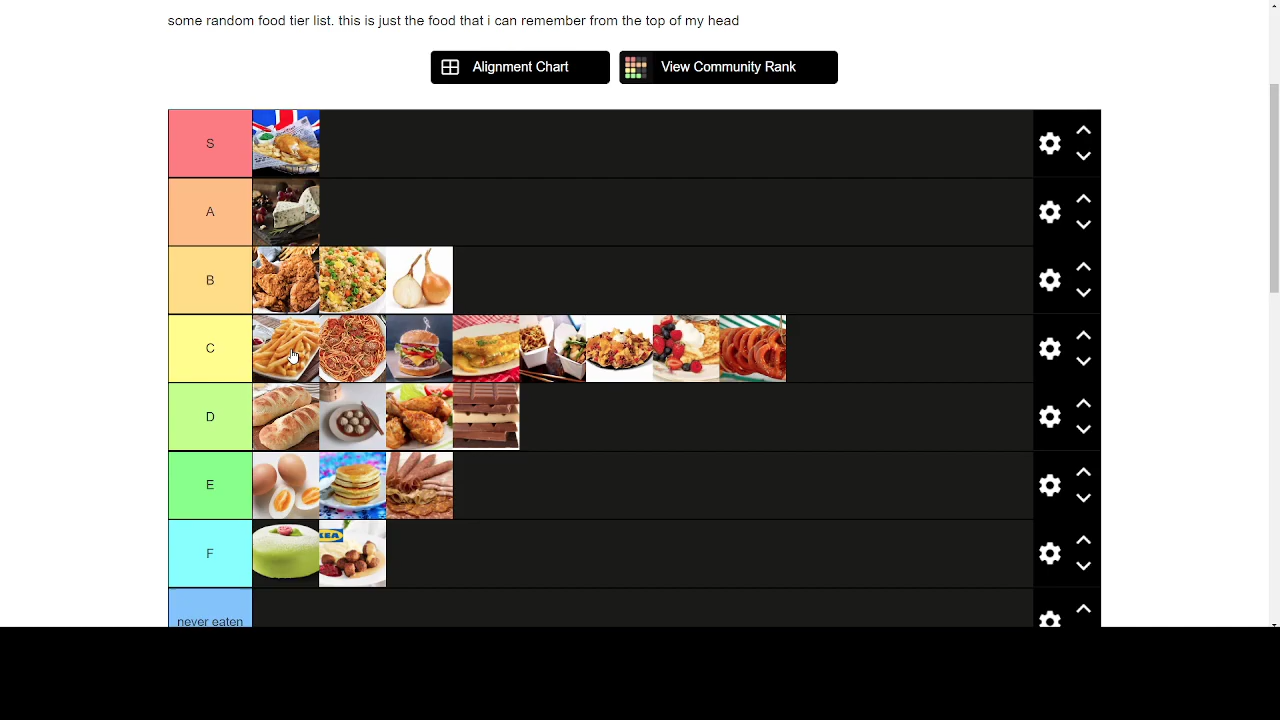 some random food tier list. this is just the food that i can remember from the top of my head
Alignment Chart
View Community Rank
S
A
B
C
D
E
F
never eaten